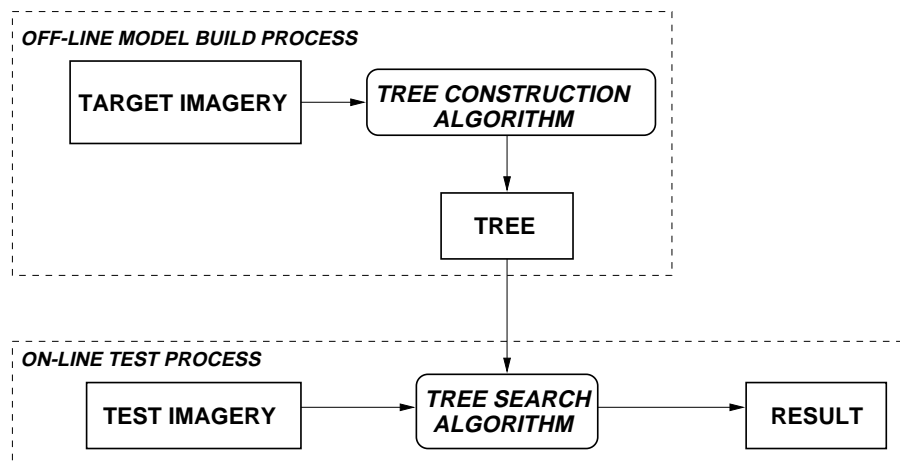 OFF-LINE MODEL BUILD PROCESS
TARGET IMAGERY
TREE CONSTRUCTION
ALGORITHM
TREE
ON-LINE TEST PROCESS
TEST IMAGERY
TREE SEARCH
ALGORITHM
RESULT